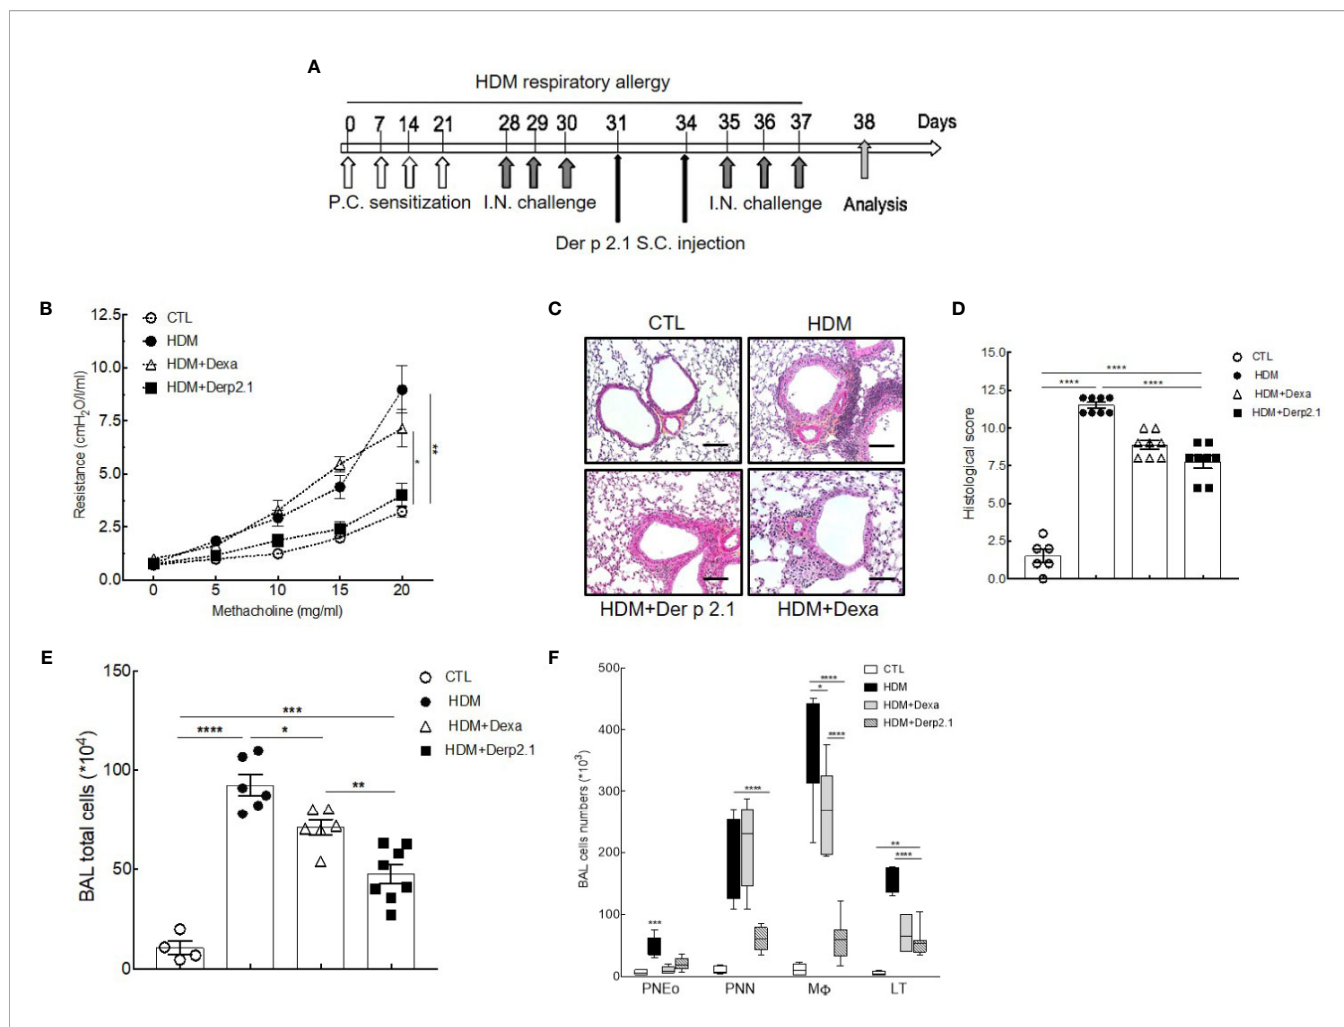 A
HDM respiratory allergy
0 7 14 21 28 29 30 31 34 35 36 37 38 Days
P.C. sensitization I.N. challenge I.N. challenge Analysis
Der p 2.1 S.C. injection
B
12.5
10.0
7.5
5.0
2.5
0.0
Resistance (cmH2O/l/ml)
CTL
HDM
HDM+Dexa
HDM+Derp2.1
*
**
0 5 10 15 20
Methacholine (mg/ml)
C
CTL HDM
HDM+Der p 2.1 HDM+Dexa
D
15.0
12.5
10.0
7.5
5.0
2.5
0.0
Histological score
****
**** ****
CTL
HDM
HDM+Dexa
HDM+Derp2.1
E
150
100
50
0
BAL total cells (*10⁴)
***
**** *
**
CTL
HDM
HDM+Dexa
HDM+Derp2.1
F
500
400
300
200
100
0
BAL cells numbers (*10³)
***
****
****
*
****
**
****
CTL
HDM
HDM+Dexa
HDM+Derp2.1
PNEo PNN MΦ LT